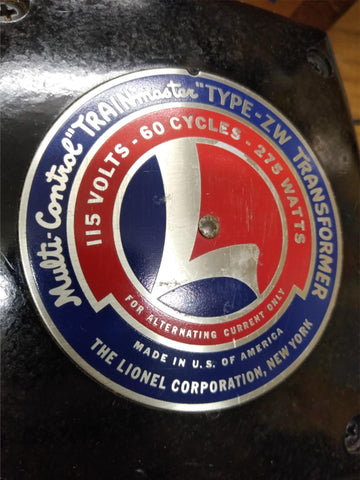 Multi-Control "TRAINmaster" TYPE-ZW TRANSFORMER
115 VOLTS - 60 CYCLES - 275 WATTS
L
FOR ALTERNATING CURRENT ONLY
MADE IN U.S. OF AMERICA
THE LIONEL CORPORATION, NEW YORK